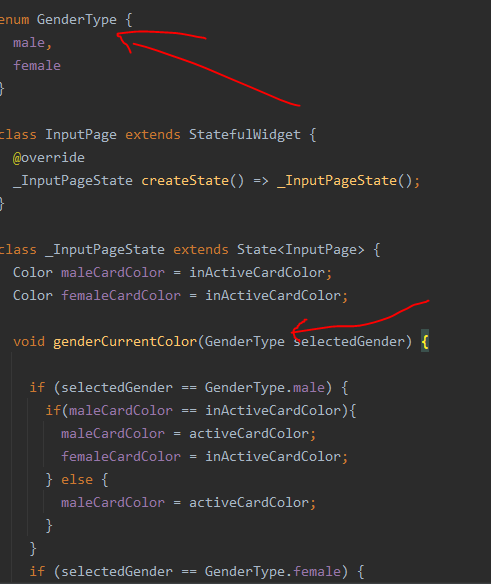 enum GenderType {
male,
female
}
class InputPage extends StatefulWidget {
@override
_InputPageState createState() => _InputPageState();
}
class _InputPageState extends State<InputPage> {
Color maleCardColor = inActiveCardColor;
Color femaleCardColor = inActiveCardColor;
void genderCurrentColor(GenderType selectedGender) {
if (selectedGender == GenderType.male) {
if(maleCardColor == inActiveCardColor){
maleCardColor = activeCardColor;
femaleCardColor = inActiveCardColor;
} else {
maleCardColor = activeCardColor;
}
}
if (selectedGender == GenderType.female) {